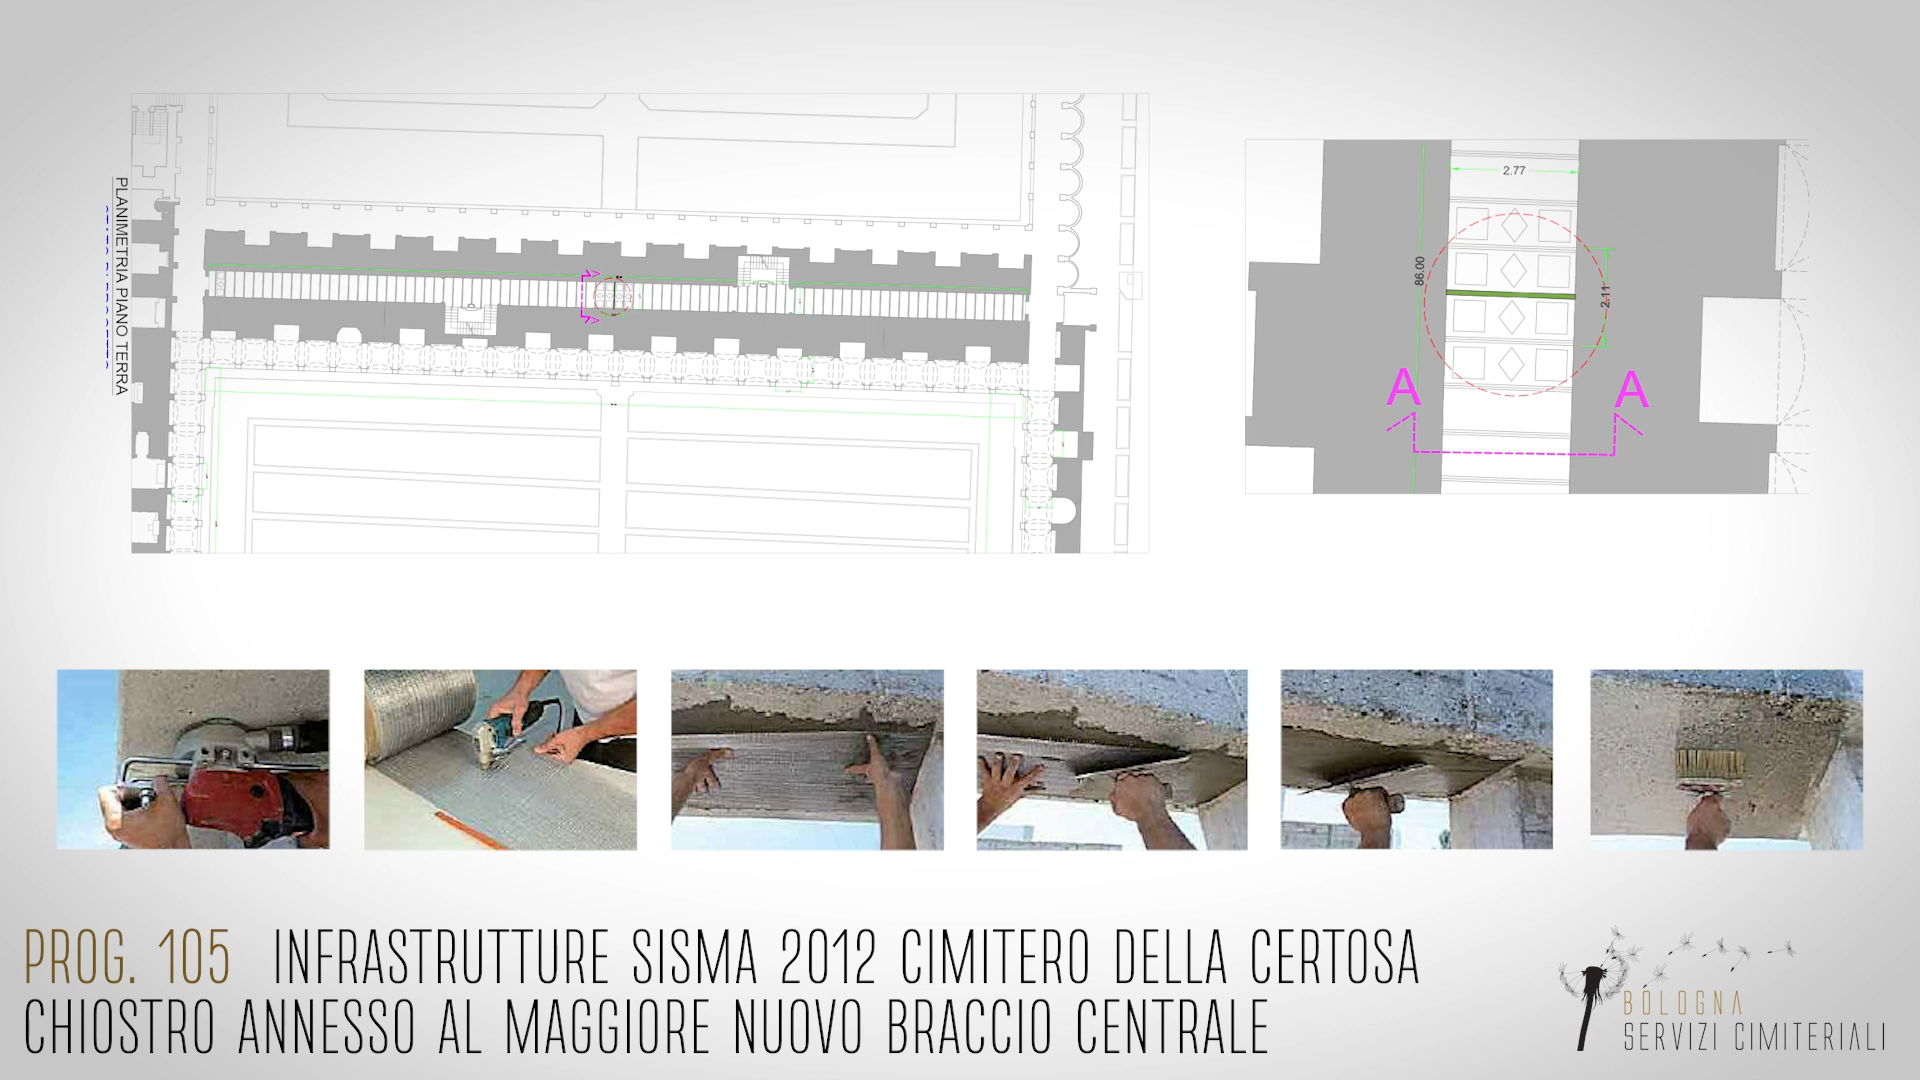 PLANIMETRIA PIANO TERRA
2.77
86.00
2.11
A A
PROG. 105 INFRASTRUTTURE SISMA 2012 CIMITERO DELLA CERTOSA
CHIOSTRO ANNESSO AL MAGGIORE NUOVO BRACCIO CENTRALE
BOLOGNA
SERVIZI CIMITERIALI